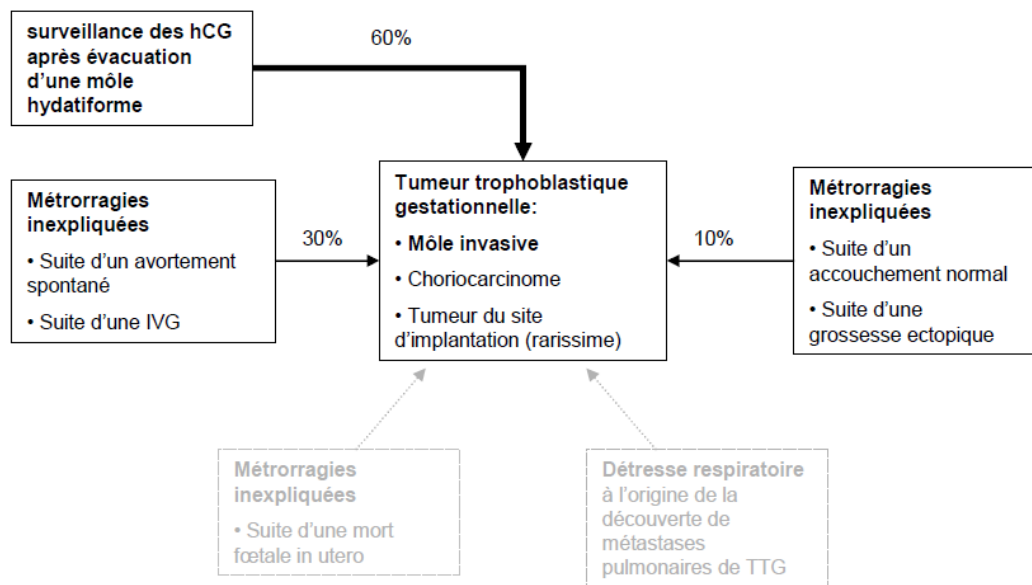 surveillance des hCG
après évacuation
d'une môle
hydatiforme
60%
Métrorragies
inexpliquées
• Suite d'un avortement
spontané
• Suite d'une IVG
30%
Tumeur trophoblastique
gestationnelle:
• Môle invasive
• Choriocarcinome
• Tumeur du site
d'implantation (rarissime)
10%
Métrorragies
inexpliquées
• Suite d'un
accouchement normal
• Suite d'une
grossesse ectopique
Métrorragies
inexpliquées
• Suite d'une mort
fœtale in utero
Détresse respiratoire
à l'origine de la
découverte de
métastases
pulmonaires de TTG